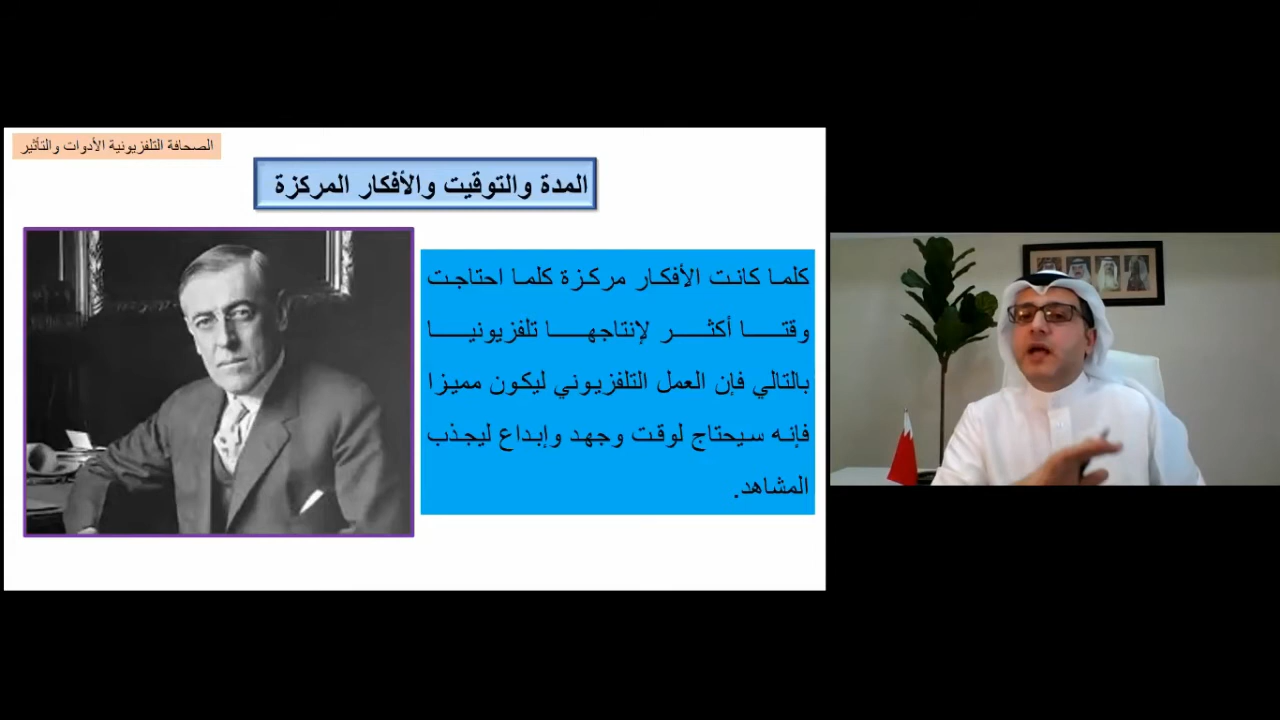 الصحافة التلفزيونية الأدوات والتأثير
المدة والتوقيت والأفكار المركزة
كلما كانت الأفكار مركزة كلما احتاجت
وقتا أكثر لإنتاجها تلفزيونيا
بالتالي فإن العمل التلفزيوني ليكون مميزا
فإنه سيحتاج لوقت وجهد وإبداع ليجذب
المشاهد.